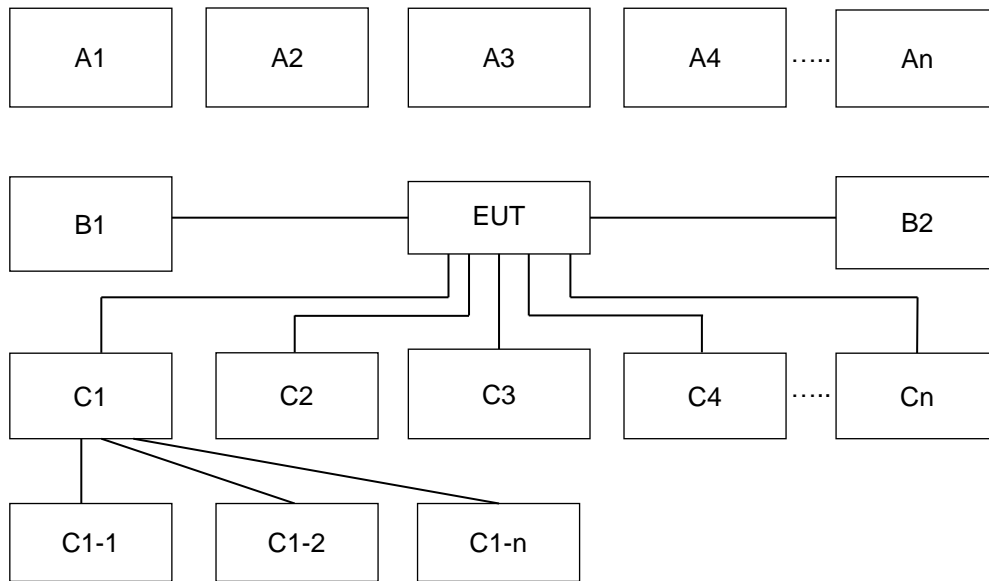 A1 A2 A3 A4 ..... An
B1 EUT B2
C1 C2 C3 C4 ..... Cn
C1-1 C1-2 C1-n